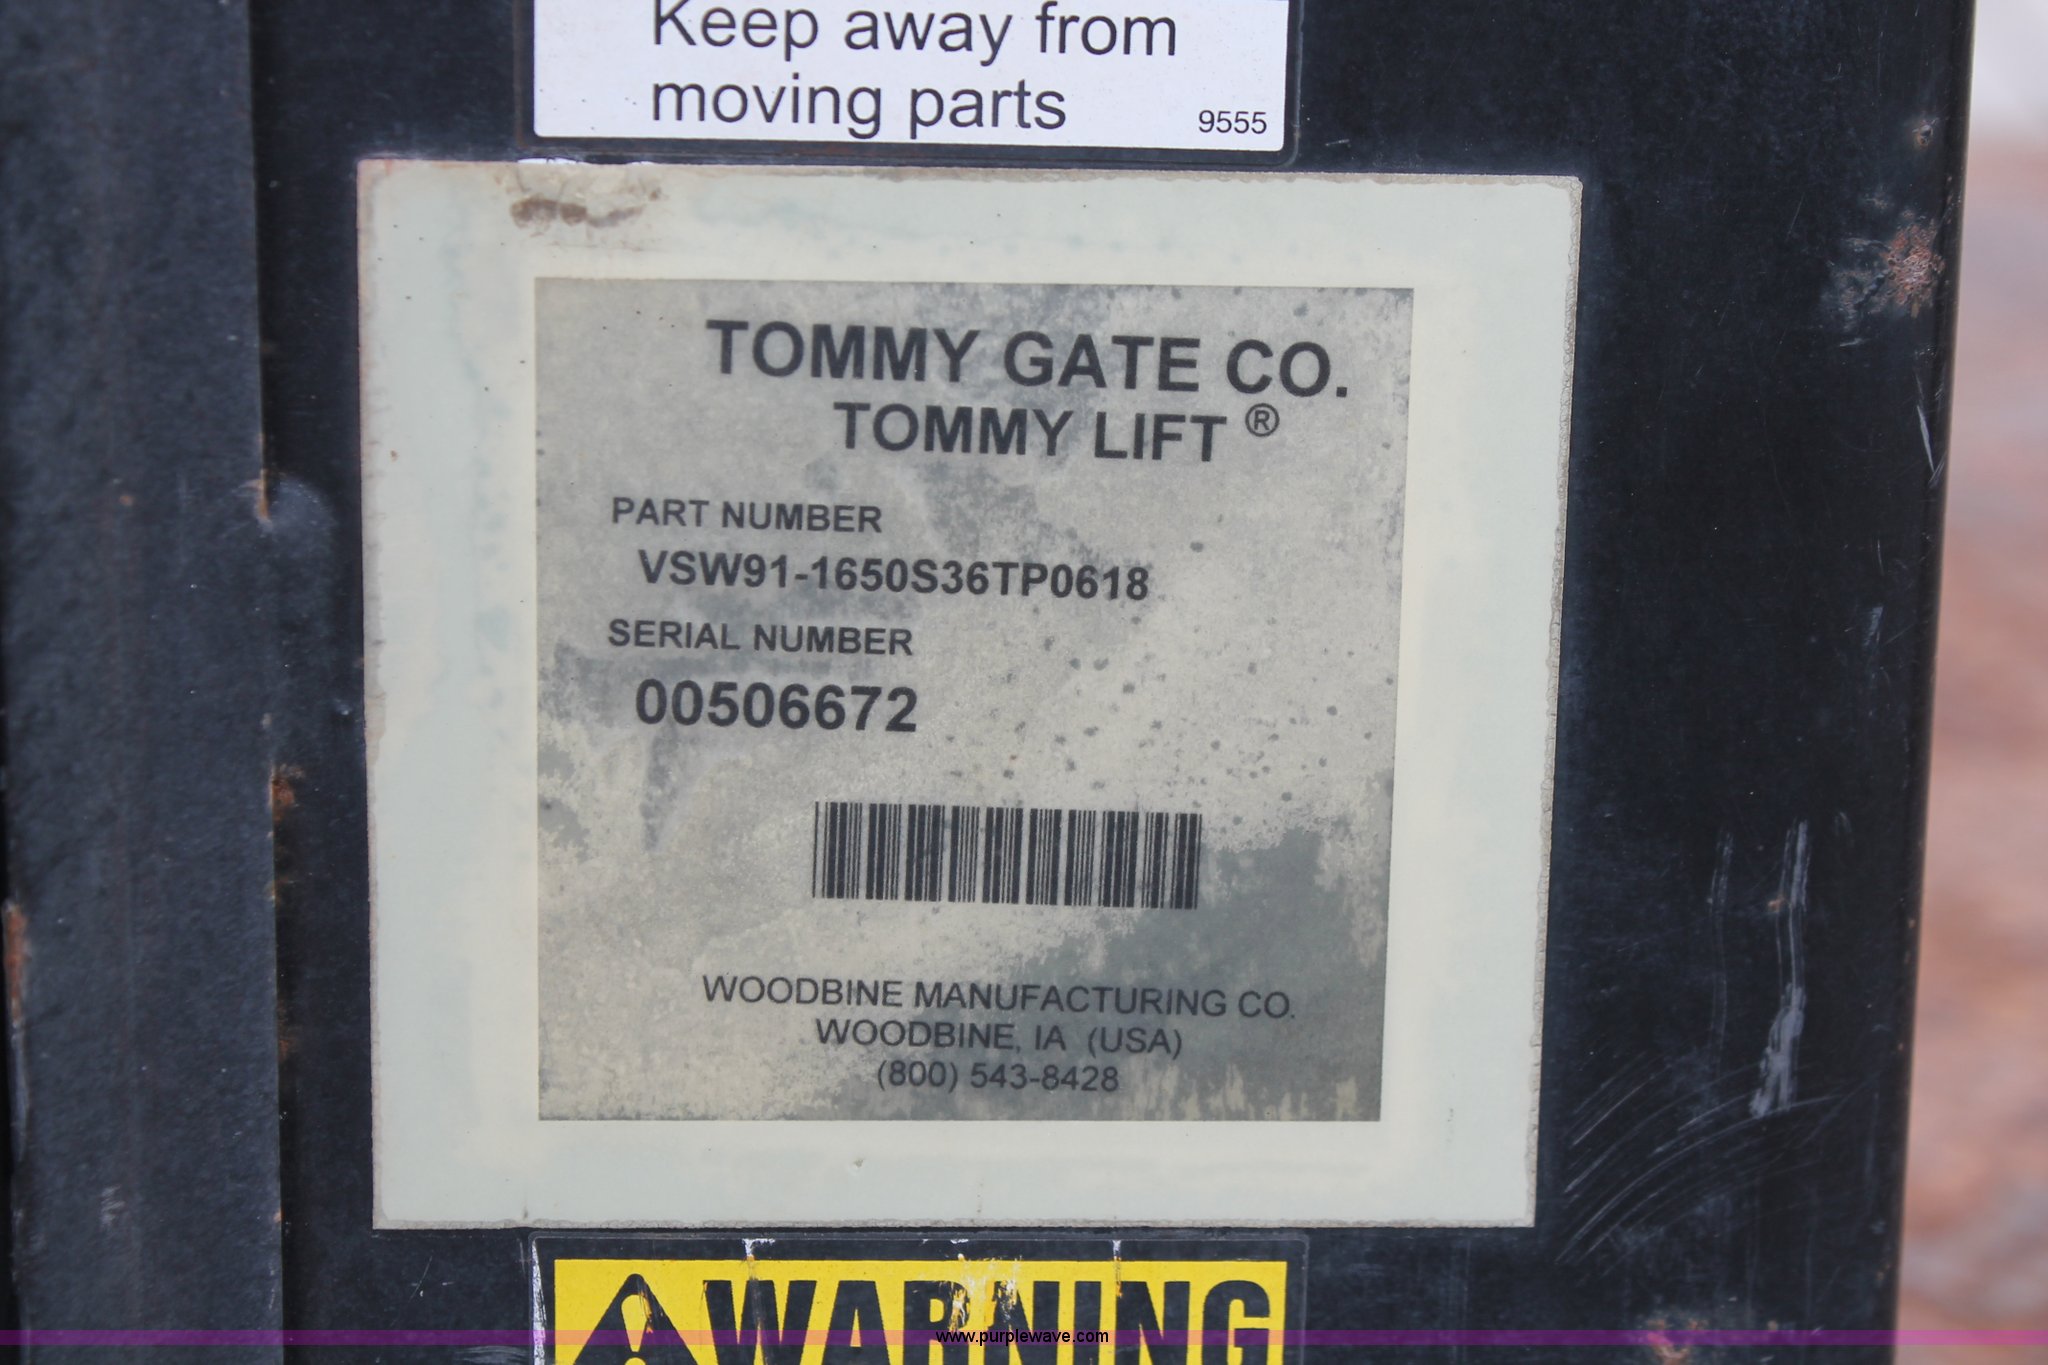 Keep away from
moving parts
9555
TOMMY GATE CO.
TOMMY LIFT ®
PART NUMBER
VSW91-1650S36TP0618
SERIAL NUMBER
00506672
WOODBINE MANUFACTURING CO.
WOODBINE, IA (USA)
(800) 543-8428
WARNING
www.purplewave.com